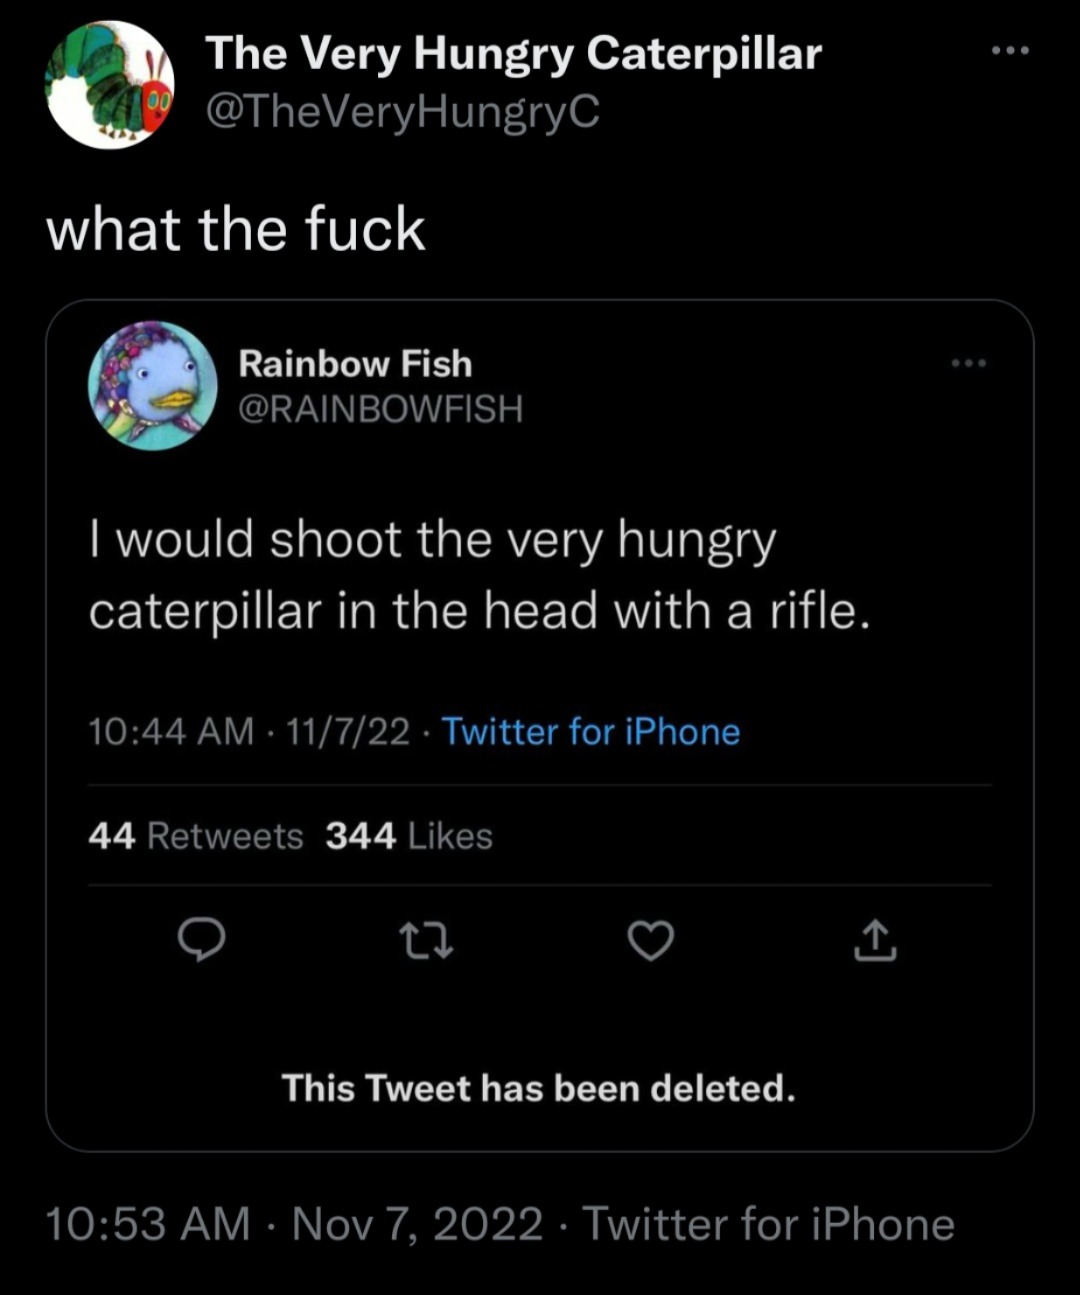 The Very Hungry Caterpillar
@TheVeryHungryC
what the fuck
Rainbow Fish
@RAINBOWFISH
I would shoot the very hungry
caterpillar in the head with a rifle.
10:44 AM · 11/7/22 · Twitter for iPhone
44 Retweets 344 Likes
This Tweet has been deleted.
10:53 AM · Nov 7, 2022 · Twitter for iPhone